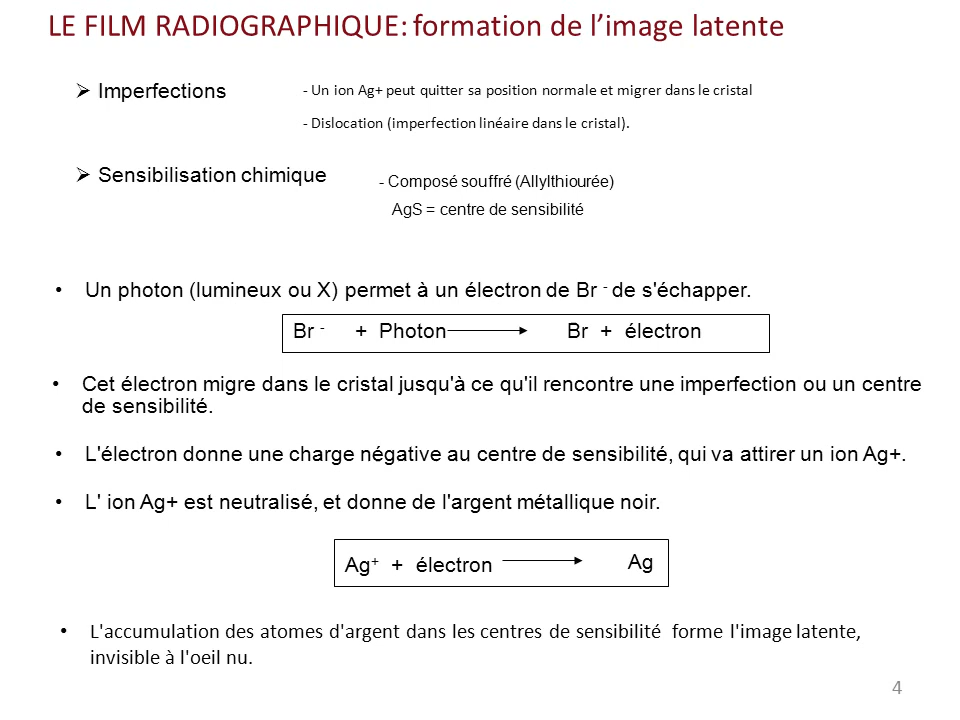 LE FILM RADIOGRAPHIQUE: formation de l’image latente
➢ Imperfections
- Un ion Ag+ peut quitter sa position normale et migrer dans le cristal
- Dislocation (imperfection linéaire dans le cristal).
➢ Sensibilisation chimique
- Composé souffré (Allylthiourée)
AgS = centre de sensibilité
• Un photon (lumineux ou X) permet à un électron de Br - de s'échapper.
Br - + Photon → Br + électron
• Cet électron migre dans le cristal jusqu'à ce qu'il rencontre une imperfection ou un centre
de sensibilité.
• L'électron donne une charge négative au centre de sensibilité, qui va attirer un ion Ag+.
• L' ion Ag+ est neutralisé, et donne de l'argent métallique noir.
Ag+ + électron → Ag
• L'accumulation des atomes d'argent dans les centres de sensibilité forme l'image latente,
invisible à l'oeil nu.
4